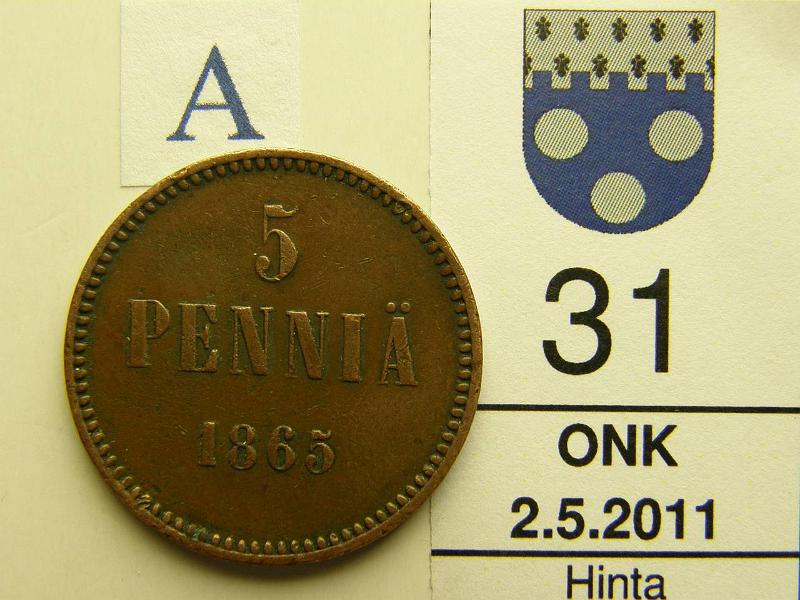 A
5
PENNIÄ
1865
31
ONK
2.5.2011
Hinta